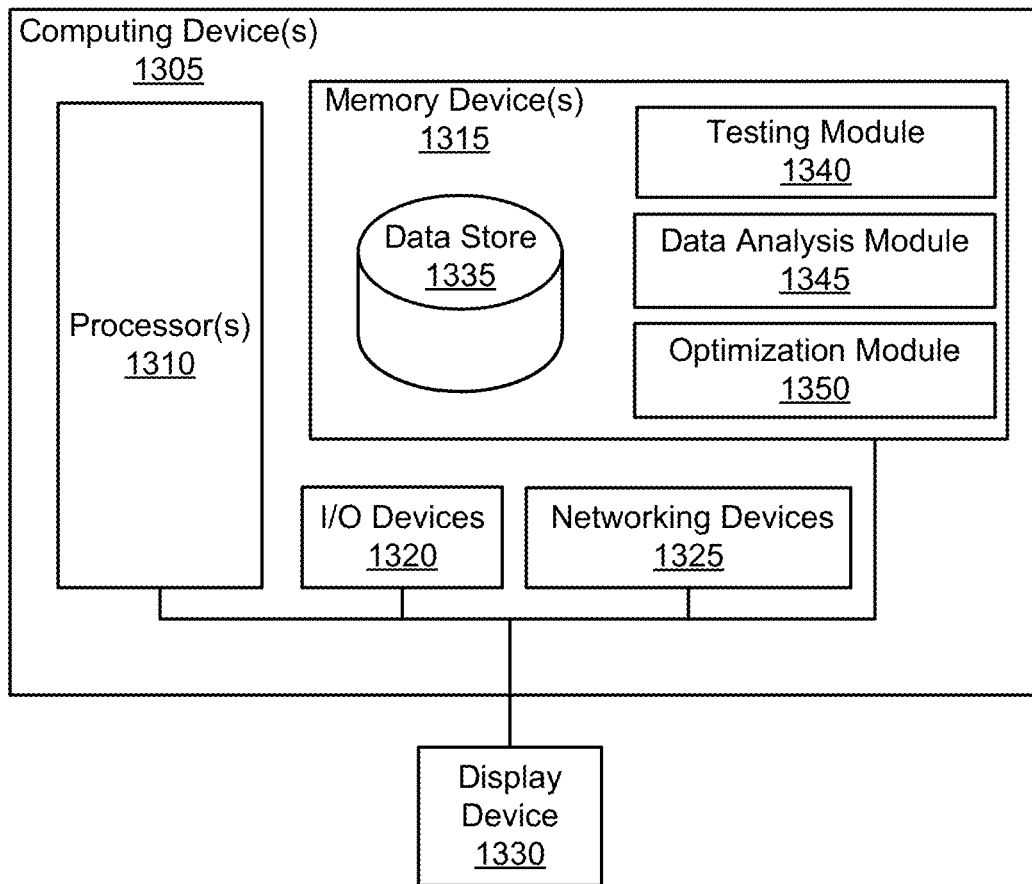 Computing Device(s)
1305
Processor(s)
1310
Memory Device(s)
1315
Data Store
1335
Testing Module
1340
Data Analysis Module
1345
Optimization Module
1350
I/O Devices
1320
Networking Devices
1325
Display
Device
1330